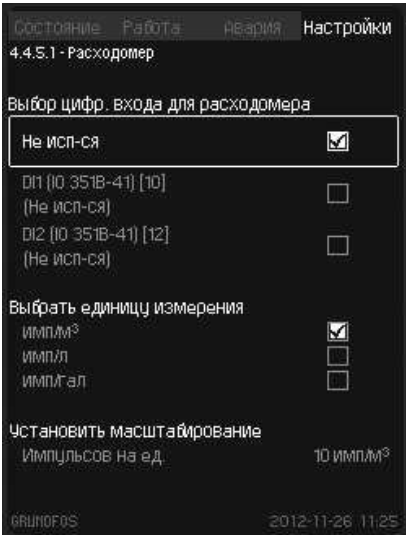 Состояние Работа Авария Настройки
4.4.5.1 - Расходомер
Выбор цифр. входа для расходомера
Не исп-ся
DI1 (IO 351B-41) [10]
(Не исп-ся)
DI2 (IO 351B-41) [12]
(Не исп-ся)
Выбрать единицу измерения
имп/м³
имп/л
имп/гал
Установить масштабирование
Импульсов на ед. 10 имп/м³
GRUNDFOS 2012-11-26 11:25